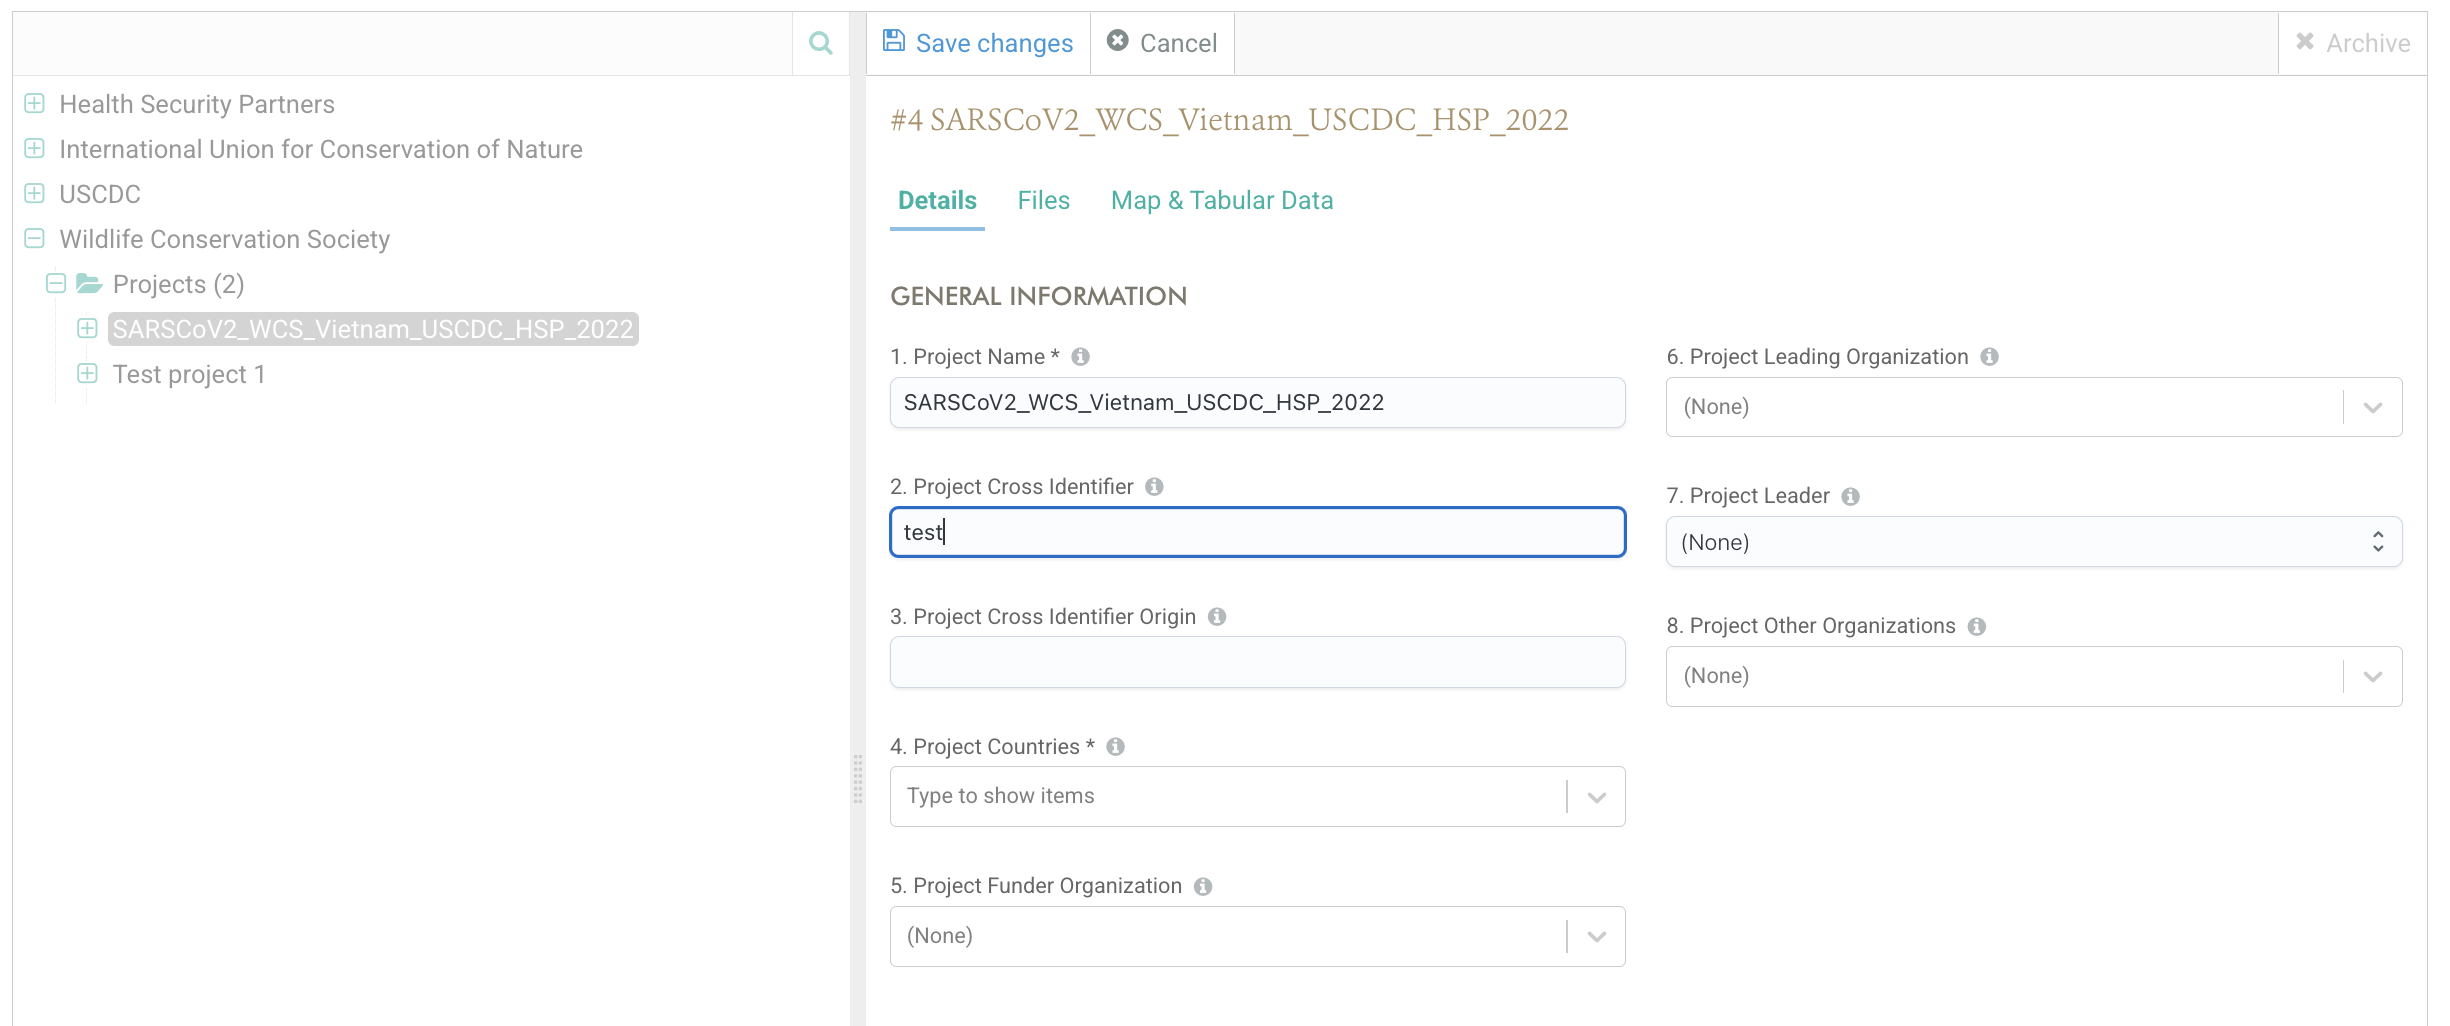 Save changes
Cancel
Archive
Health Security Partners
International Union for Conservation of Nature
USCDC
Wildlife Conservation Society
Projects (2)
SARSCoV2_WCS_Vietnam_USCDC_HSP_2022
Test project 1
#4 SARSCoV2_WCS_Vietnam_USCDC_HSP_2022
Details
Files
Map & Tabular Data
GENERAL INFORMATION
1. Project Name *
SARSCoV2_WCS_Vietnam_USCDC_HSP_2022
2. Project Cross Identifier
test
3. Project Cross Identifier Origin
4. Project Countries *
Type to show items
5. Project Funder Organization
(None)
6. Project Leading Organization
(None)
7. Project Leader
(None)
8. Project Other Organizations
(None)